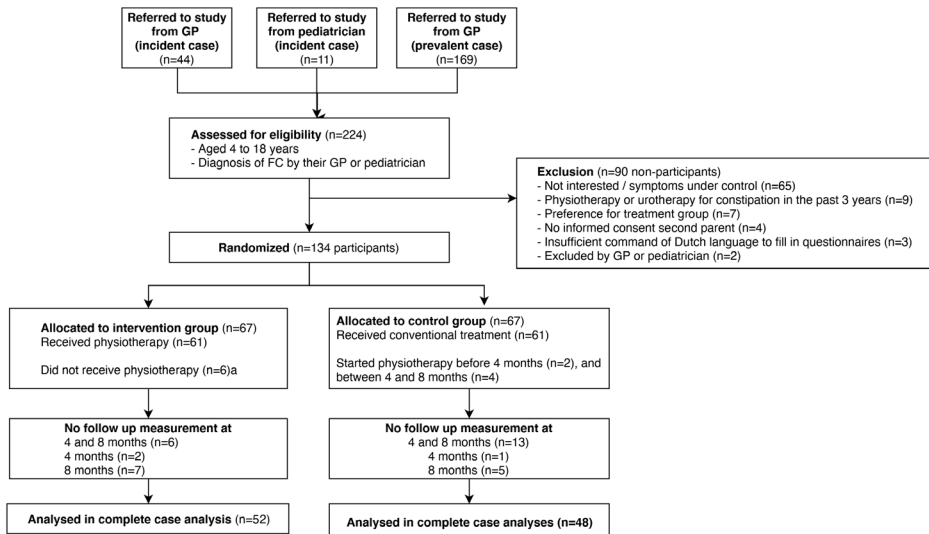 Referred to study
from GP
(incident case)
(n=44)
Referred to study
from pediatrician
(incident case)
(n=11)
Referred to study
from GP
(prevalent case)
(n=169)
Assessed for eligibility (n=224)
- Aged 4 to 18 years
- Diagnosis of FC by their GP or pediatrician
Exclusion (n=90 non-participants)
- Not interested / symptoms under control (n=65)
- Physiotherapy or urotherapy for constipation in the past 3 years (n=9)
- Preference for treatment group (n=7)
- No informed consent second parent (n=4)
- Insufficient command of Dutch language to fill in questionnaires (n=3)
- Excluded by GP or pediatrician (n=2)
Randomized (n=134 participants)
Allocated to intervention group (n=67)
Received physiotherapy (n=61)
Did not receive physiotherapy (n=6)a
Allocated to control group (n=67)
Received conventional treatment (n=61)
Started physiotherapy before 4 months (n=2), and
between 4 and 8 months (n=4)
No follow up measurement at
4 and 8 months (n=6)
4 months (n=2)
8 months (n=7)
No follow up measurement at
4 and 8 months (n=13)
4 months (n=1)
8 months (n=5)
Analysed in complete case analysis (n=52)
Analysed in complete case analyses (n=48)